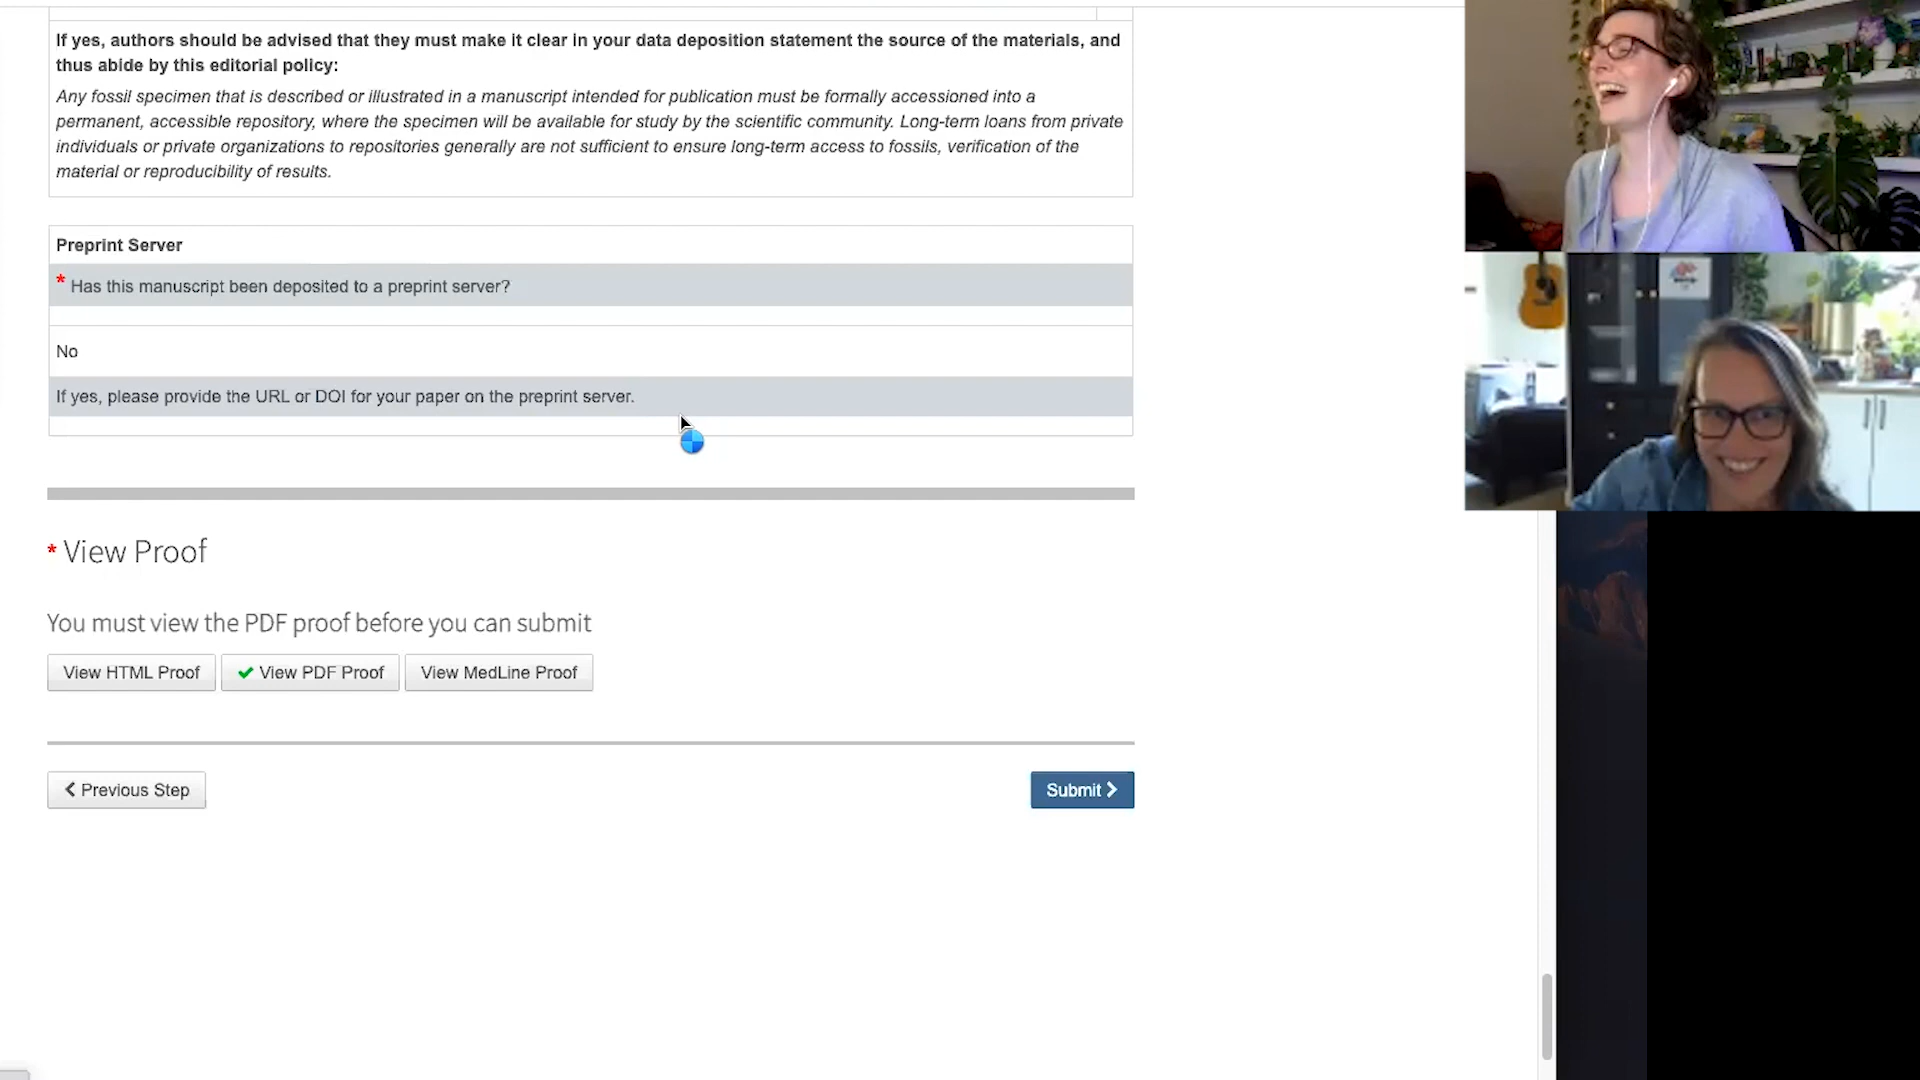 If yes, authors should be advised that they must make it clear in your data deposition statement the source of the materials, and
thus abide by this editorial policy:
Any fossil specimen that is described or illustrated in a manuscript intended for publication must be formally accessioned into a
permanent, accessible repository, where the specimen will be available for study by the scientific community. Long-term loans from private
individuals or private organizations to repositories generally are not sufficient to ensure long-term access to fossils, verification of the
material or reproducibility of results.
Preprint Server
* Has this manuscript been deposited to a preprint server?
No
If yes, please provide the URL or DOI for your paper on the preprint server.
* View Proof
You must view the PDF proof before you can submit
View HTML Proof View PDF Proof View MedLine Proof
Previous Step Submit